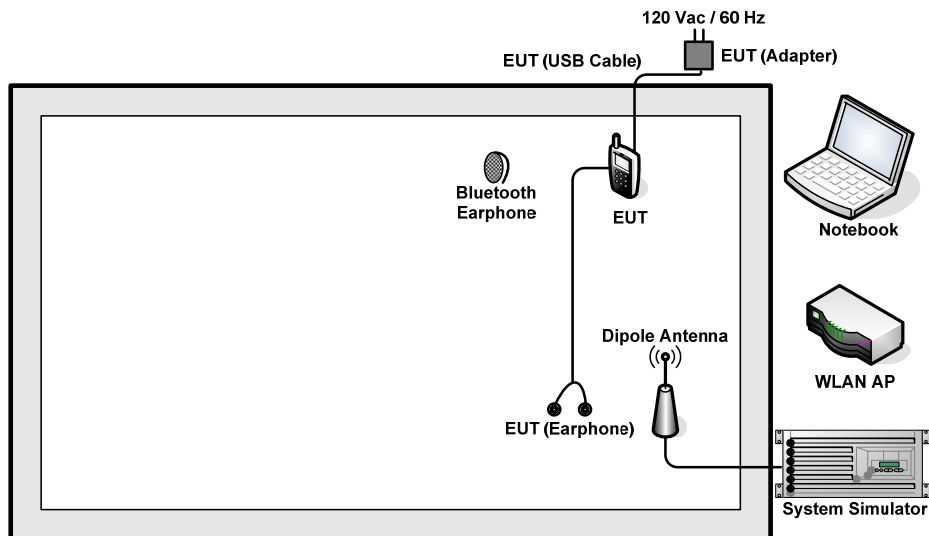 120 Vac / 60 Hz
EUT (USB Cable)
EUT (Adapter)
Bluetooth
Earphone
EUT
Notebook
Dipole Antenna
WLAN AP
EUT (Earphone)
System Simulator